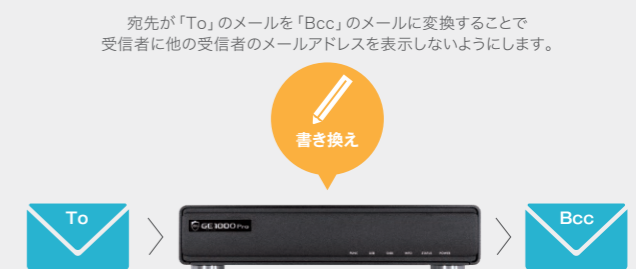 宛先が「To」のメールを「Bcc」のメールに変換することで
受信者に他の受信者のメールアドレスを表示しないようにします。
書き換え
To
GE 1000 Pro
Bcc